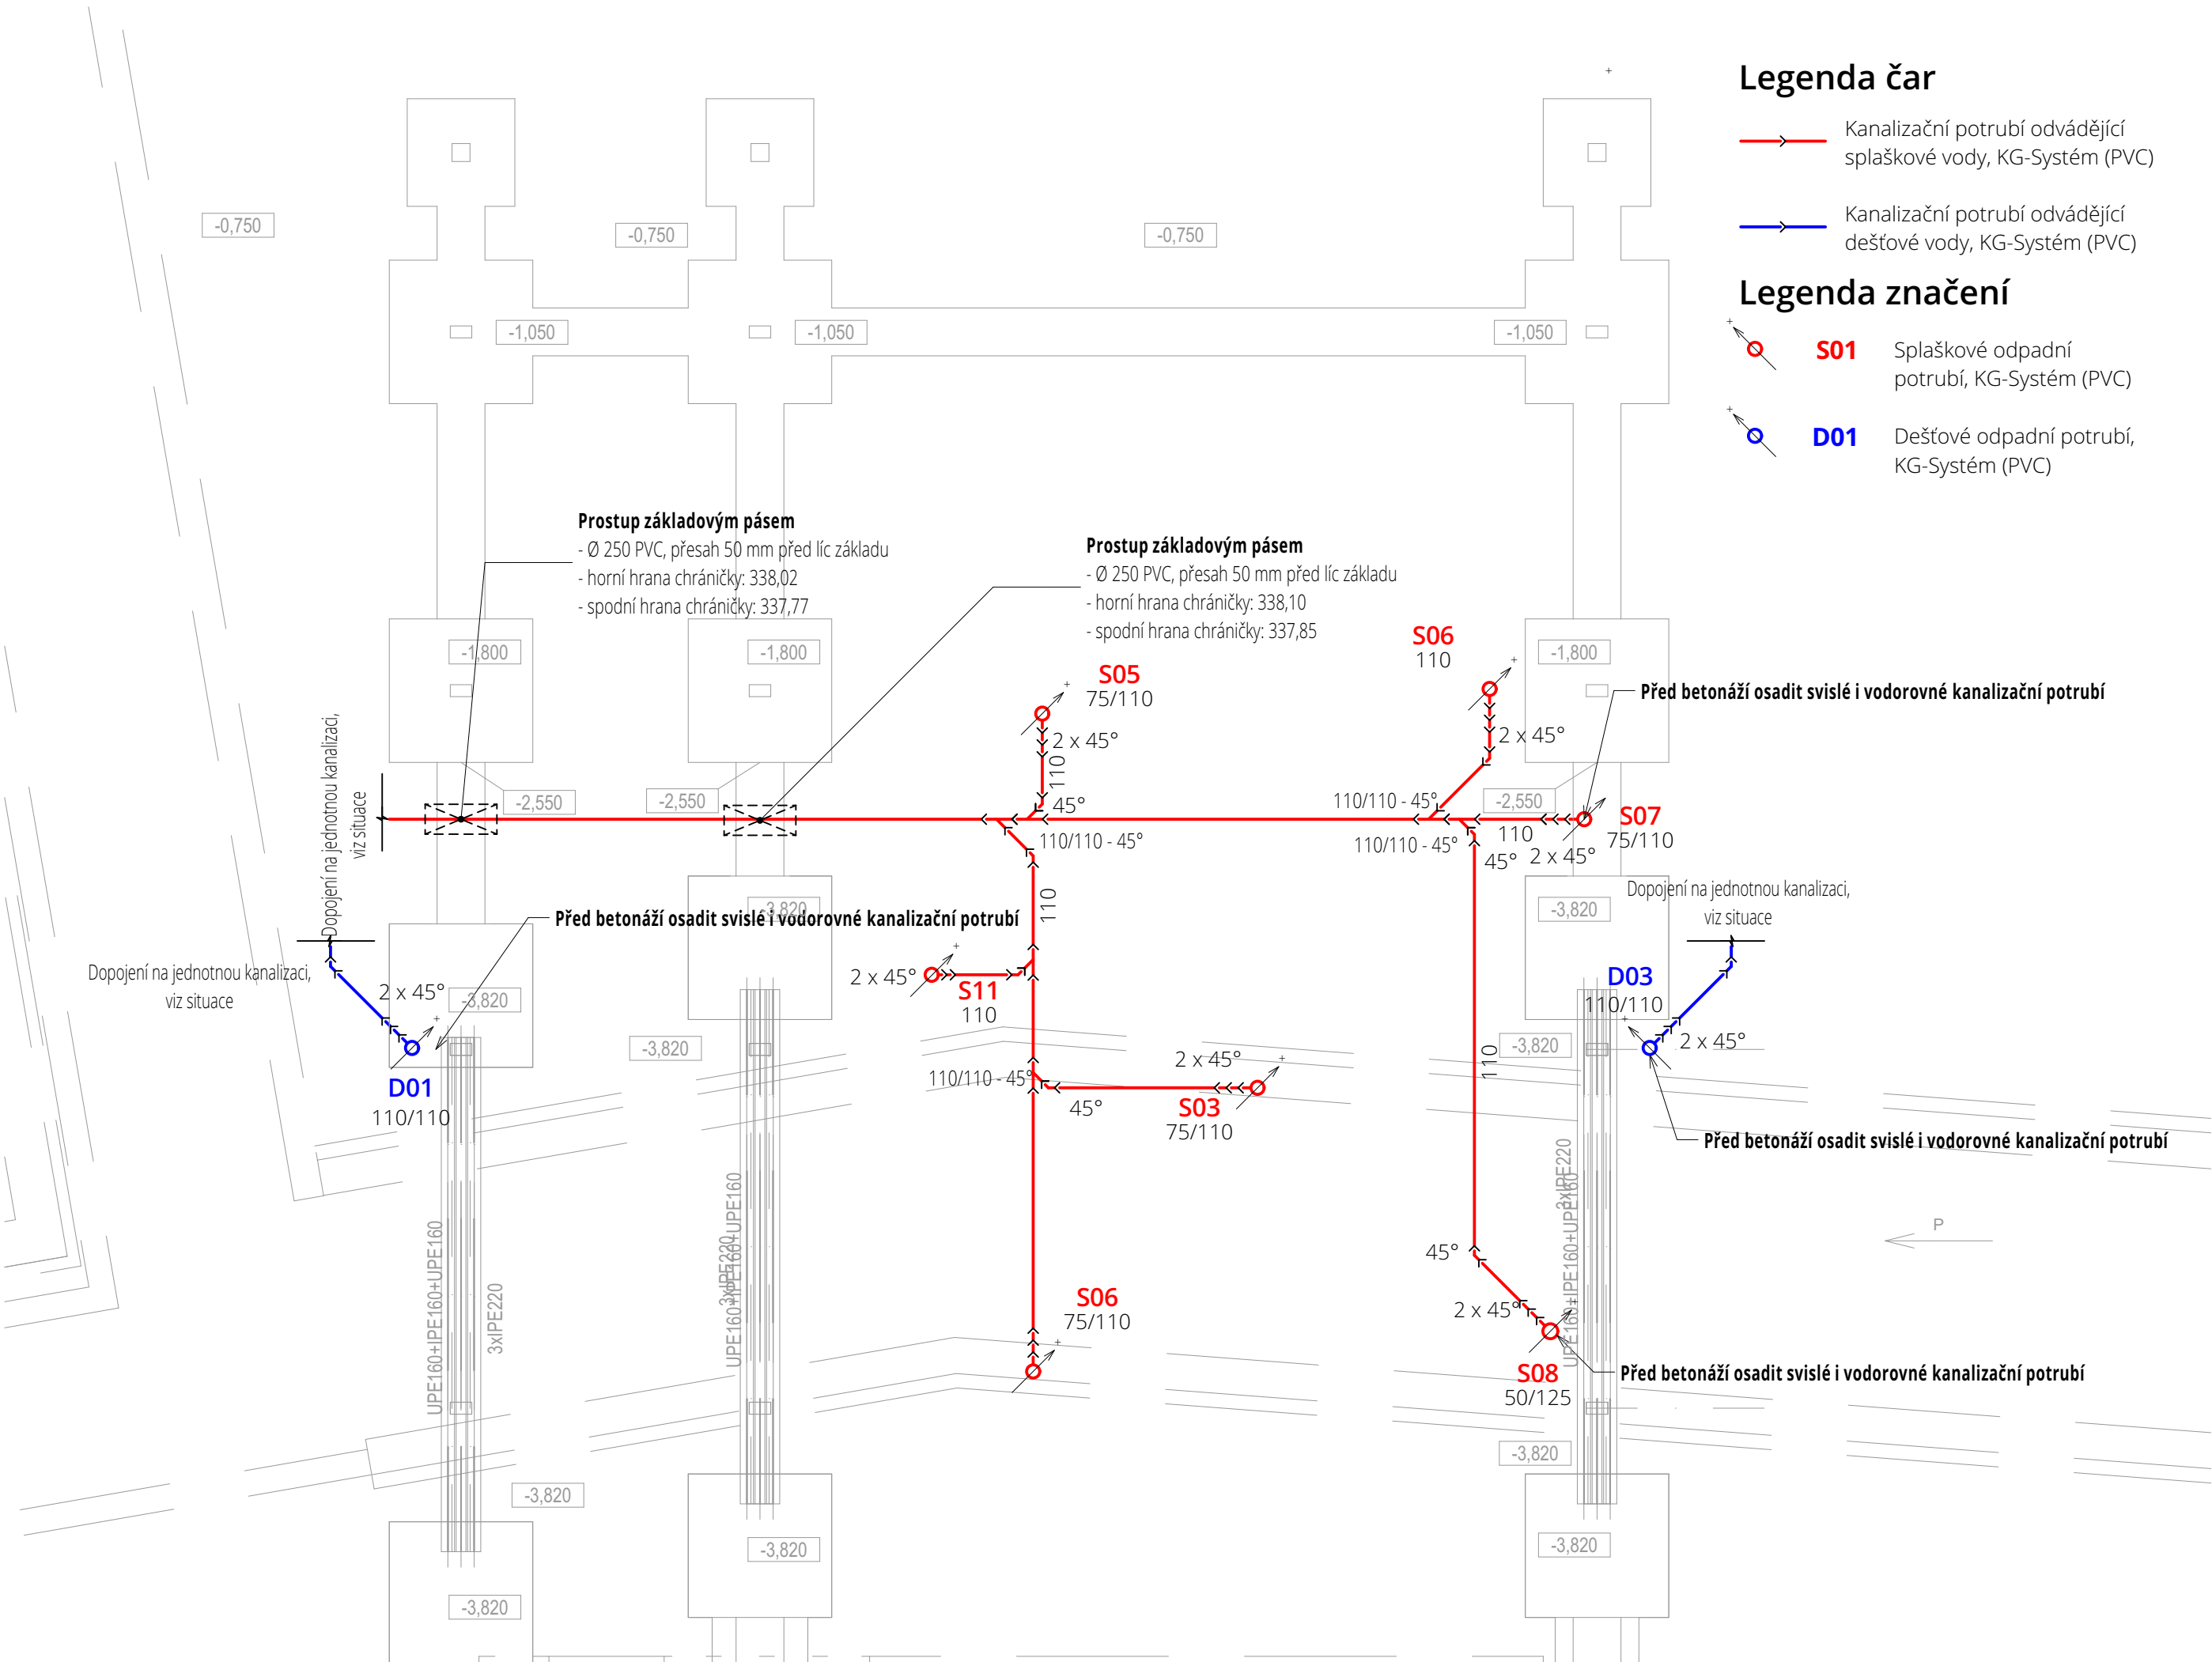 Legenda čar
Kanalizační potrubí odvádějící
splaškové vody, KG-Systém (PVC)
Kanalizační potrubí odvádějící
dešťové vody, KG-Systém (PVC)
Legenda značení
+
S01
Splaškové odpadní
potrubí, KG-Systém (PVC)
+
D01
Dešťové odpadní potrubí,
KG-Systém (PVC)
+
-0,750
-0,750
-0,750
-1,050
-1,050
-1,050
Prostup základovým pásem
- Ø 250 PVC, přesah 50 mm před líc základu
- horní hrana chráničky: 338,02
- spodní hrana chráničky: 337,77
Prostup základovým pásem
- Ø 250 PVC, přesah 50 mm před líc základu
- horní hrana chráničky: 338,10
- spodní hrana chráničky: 337,85
-1,800
-1,800
-1,800
S05
75/110
+
2 x 45°
110
45°
S06
110
+
2 x 45°
Před betonáží osadit svislé i vodorovné kanalizační potrubí
Dopojení na jednotnou kanalizaci,
viz situace
-2,550
-2,550
-2,550
110/110 - 45°
110/110 - 45°
110/110 - 45°
110
45°
2 x 45°
S07
75/110
Dopojení na jednotnou kanalizaci,
viz situace
-3,820
-3,820
Před betonáží osadit svislé i vodorovné kanalizační potrubí
110
Dopojení na jednotnou kanalizaci,
viz situace
2 x 45°
-3,820
+
D01
110/110
2 x 45°
+
S11
110
D03
110/110
+
2 x 45°
-3,820
-3,820
110/110 - 45°
45°
2 x 45°
+
S03
75/110
110
Před betonáží osadit svislé i vodorovné kanalizační potrubí
P
UPE160+IPE160+UPE160
3xIPE220
3xIPE220
UPE160+IPE160+UPE160
3xIPE220
UPE160+IPE160+UPE160
45°
2 x 45°
+
S06
75/110
+
S08
50/125
Před betonáží osadit svislé i vodorovné kanalizační potrubí
-3,820
-3,820
-3,820
-3,820
-3,820